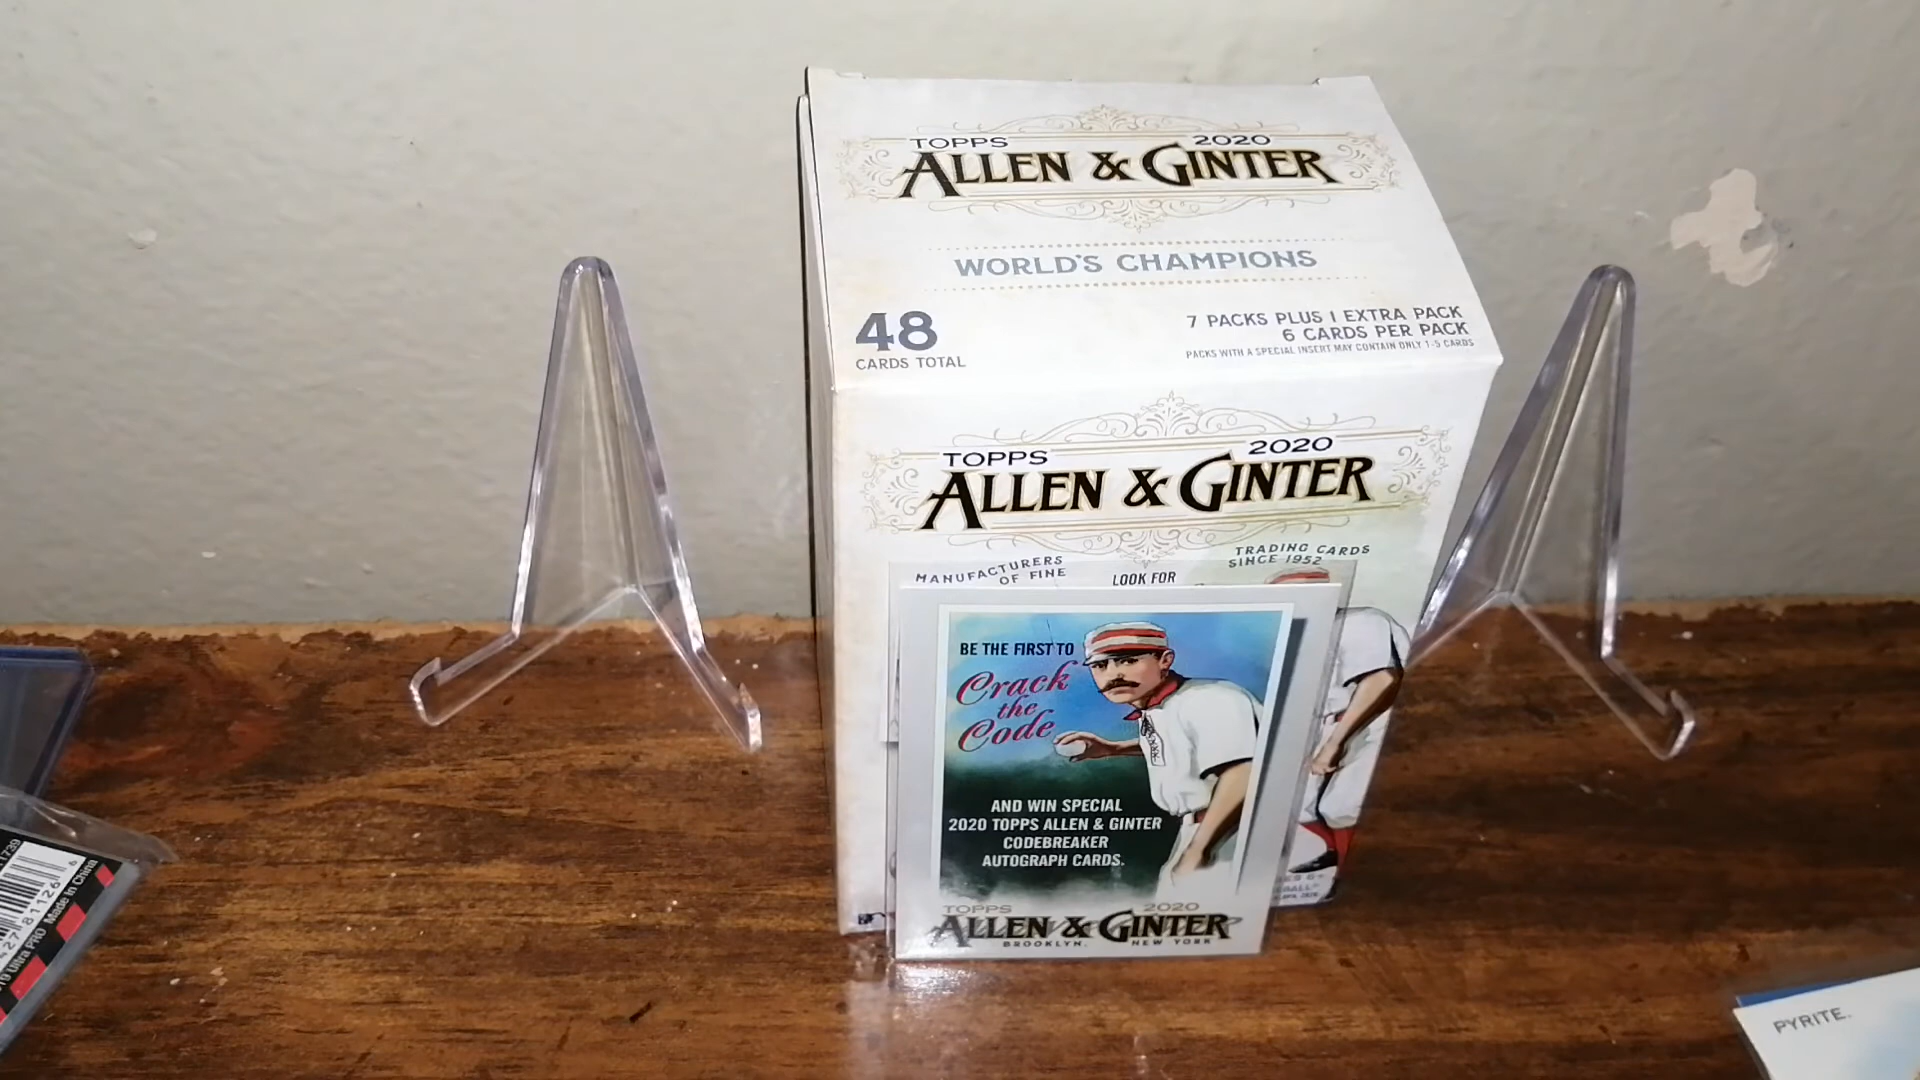 TOPPS 2020
ALLEN & GINTER
WORLD'S CHAMPIONS
48
CARDS TOTAL
7 PACKS PLUS 1 EXTRA PACK
6 CARDS PER PACK
PACKS WITH A SPECIAL INSERT MAY CONTAIN ONLY 1-5 CARDS
TOPPS 2020
ALLEN & GINTER
MANUFACTURERS
OF FINE
TRADING CARDS
SINCE 1952
LOOK FOR
BE THE FIRST TO
Crack
the
Code
AND WIN SPECIAL
2020 TOPPS ALLEN & GINTER
CODEBREAKER
AUTOGRAPH CARDS.
TOPPS 2020
ALLEN & GINTER
BROOKLYN, NEW YORK
Ultra PRO Made in China
PYRITE.